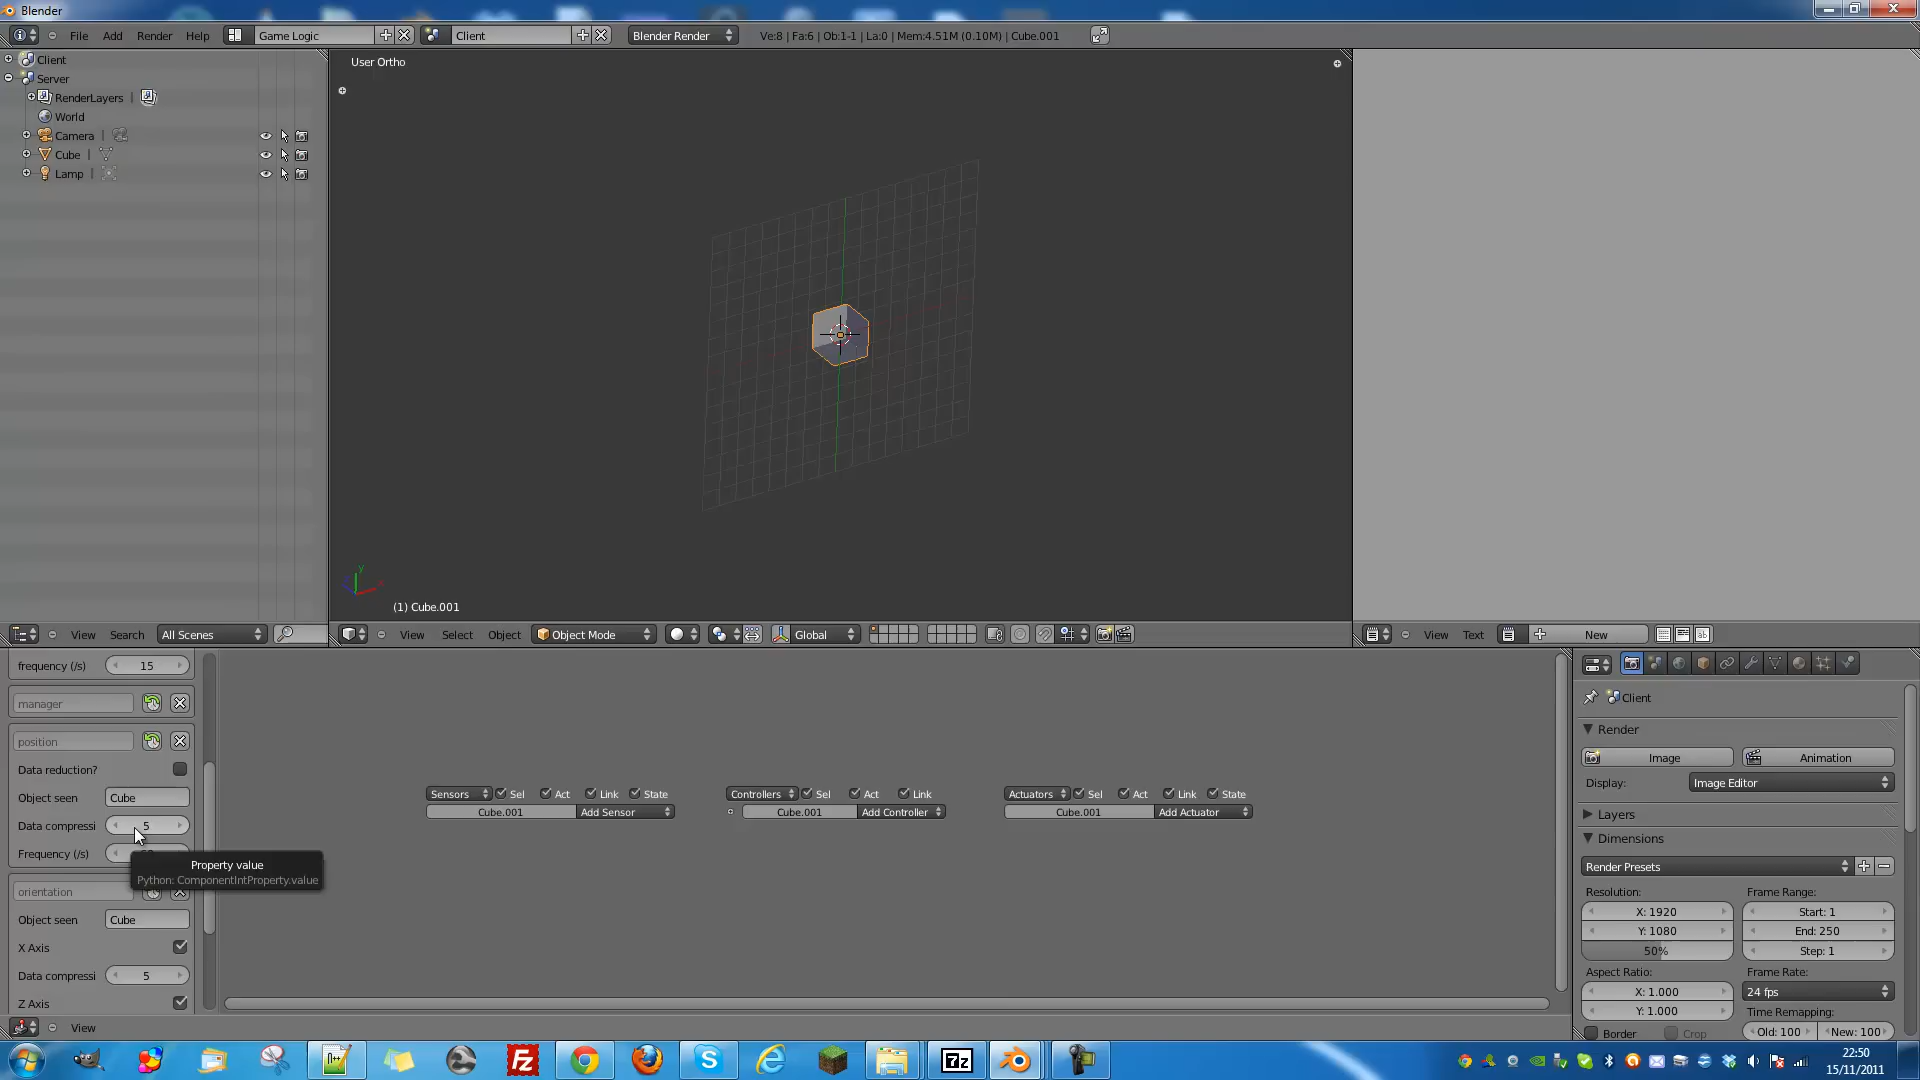 Blender
File Add Render Help Game Logic Client Blender Render Ve:8 | Fa:6 | Ob:1-1 | La:0 | Mem:4.51M (0.10M) | Cube.001
Client
Server
RenderLayers |
World
Camera |
Cube |
Lamp |
User Ortho
(1) Cube.001
View Search All Scenes
View Select Object Object Mode Global
View Text New
frequency (/s) 15
manager
position
Data reduction?
Object seen Cube
Data compressi 5
Frequency (/s)
Property value
Python: ComponentIntProperty.value
orientation
Object seen Cube
X Axis
Data compressi 5
Z Axis
View
Sensors Sel Act Link State
Cube.001 Add Sensor
Controllers Sel Act Link
Cube.001 Add Controller
Actuators Sel Act Link State
Cube.001 Add Actuator
Client
Render
Image Animation
Display: Image Editor
Layers
Dimensions
Render Presets
Resolution: Frame Range:
X: 1920 Start: 1
Y: 1080 End: 250
50% Step: 1
Aspect Ratio: Frame Rate:
X: 1.000 24 fps
Y: 1.000 Time Remapping:
Border Crop Old: 100 New: 100
22:50
15/11/2011